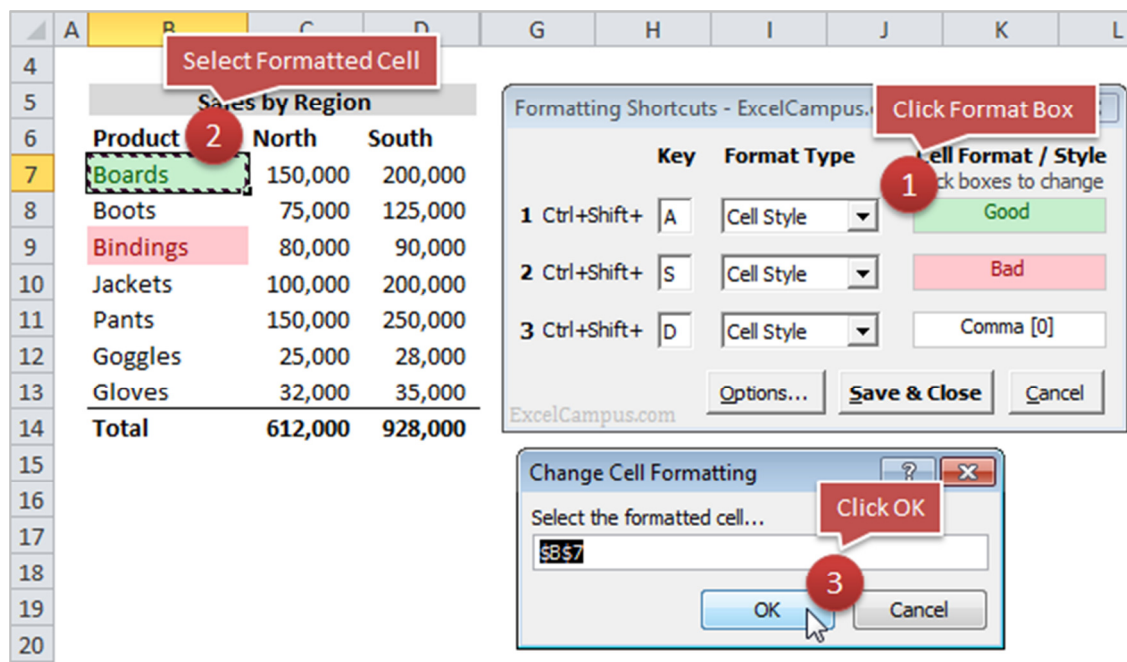 A B C D G H I J K L
Select Formatted Cell
4
5 Sales by Region
6 Product North South
7 Boards 150,000 200,000
8 Boots 75,000 125,000
9 Bindings 80,000 90,000
10 Jackets 100,000 200,000
11 Pants 150,000 250,000
12 Goggles 25,000 28,000
13 Gloves 32,000 35,000
14 Total 612,000 928,000
15
16
17
18
19
20
2
Formatting Shortcuts - ExcelCampus.
Click Format Box
1
Key Format Type Cell Format / Style
boxes to change
1 Ctrl+Shift+ A Cell Style Good
2 Ctrl+Shift+ S Cell Style Bad
3 Ctrl+Shift+ D Cell Style Comma [0]
Options... Save & Close Cancel
ExcelCampus.com
Change Cell Formatting ?
Select the formatted cell...
Click OK
$B$7
3
OK Cancel